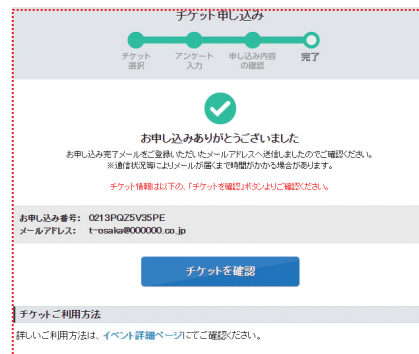 チケット申し込み
チケット選択 アンケート入力 申し込み内容の確認 完了
お申し込みありがとうございました
お申し込み完了メールをご登録いただいたメールアドレスへ送信しましたのでご確認ください。
※通信状況等によりメールが届くまで時間がかかる場合があります。
チケット情報は以下の、「チケットを確認」ボタンよりご確認ください。
お申し込み番号： 0213PQZ5V35PE
メールアドレス： t-osaka@000000.co.jp
チケットを確認
チケットご利用方法
詳しいご利用方法は、イベント詳細ページにてご確認ください。